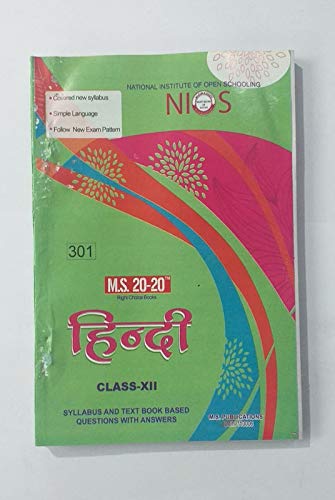 NATIONAL INSTITUTE OF OPEN SCHOOLING
NIOS
• Covered new syllabus
• Simple Language
• Follow New Exam Pattern
301
M.S. 20-20™
Right Choice Books
हिन्दी
CLASS-XII
SYLLABUS AND TEXT BOOK BASED
QUESTIONS WITH ANSWERS
M.S. PUBLICATIONS